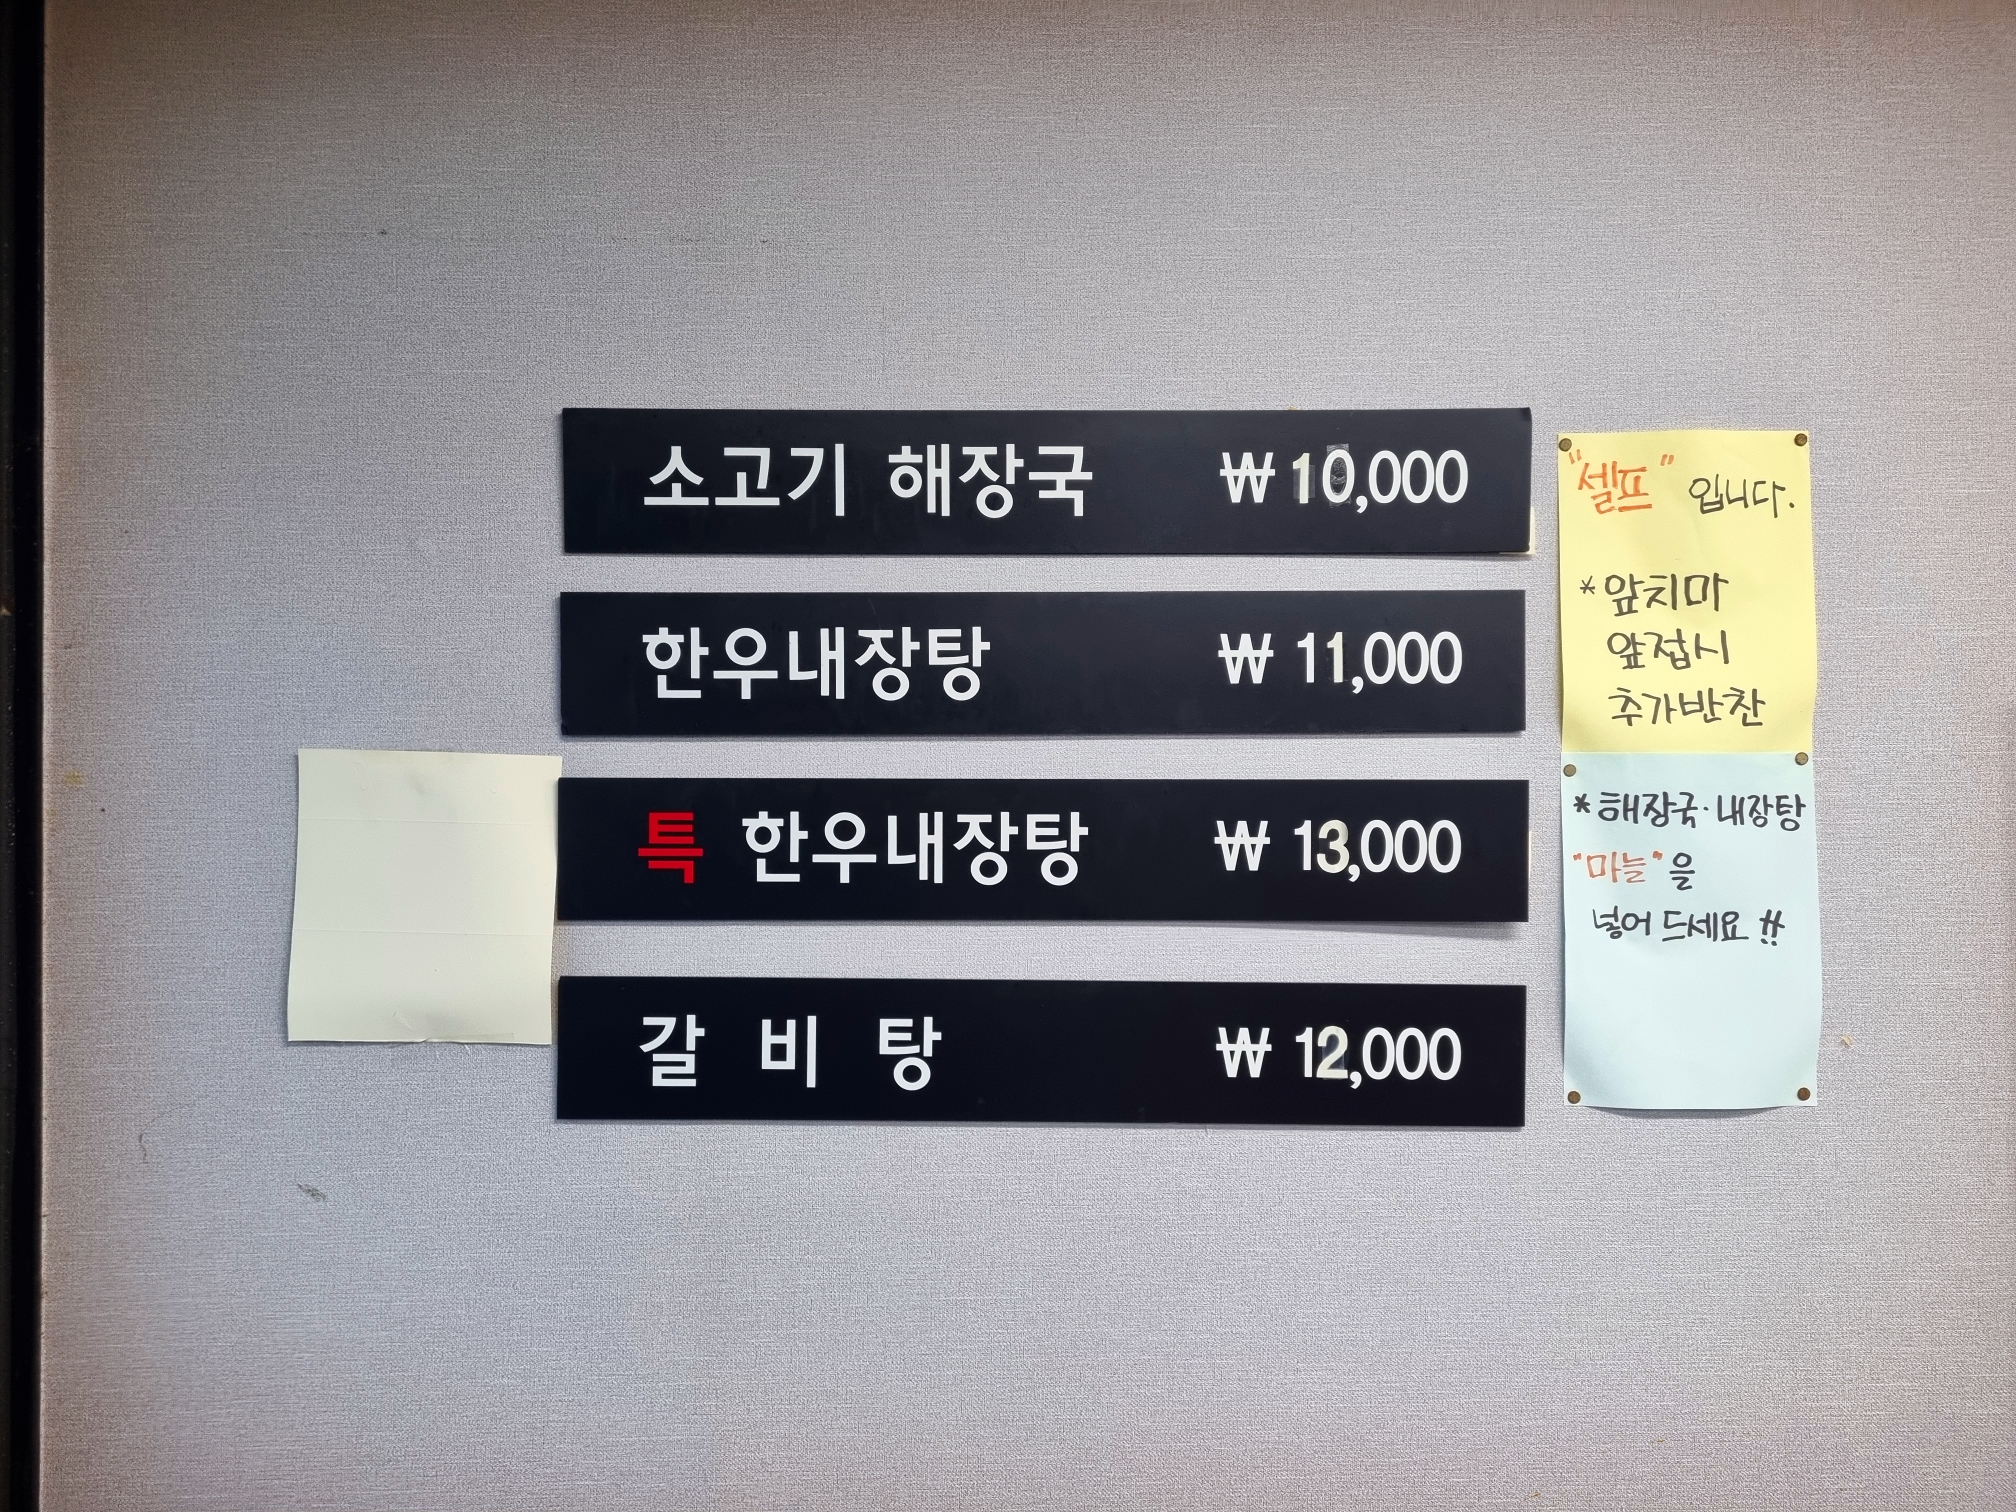 소고기 해장국 ₩ 10,000
한우내장탕 ₩ 11,000
특 한우내장탕 ₩ 13,000
갈 비 탕 ₩ 12,000
"셀프" 입니다.
*앞치마
앞접시
추가반찬
*해장국·내장탕
"마늘"을
넣어 드세요!!